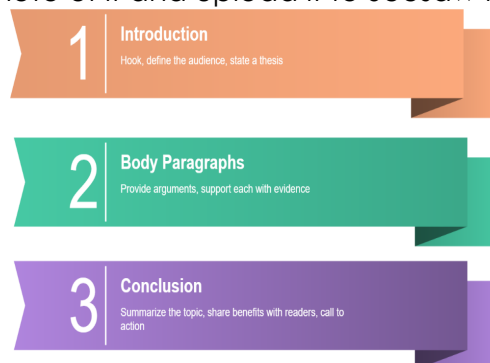 1
Introduction
Hook, define the audience, state a thesis
2
Body Paragraphs
Provide arguments, support each with evidence
3
Conclusion
Summarize the topic, share benefits with readers, call to
action